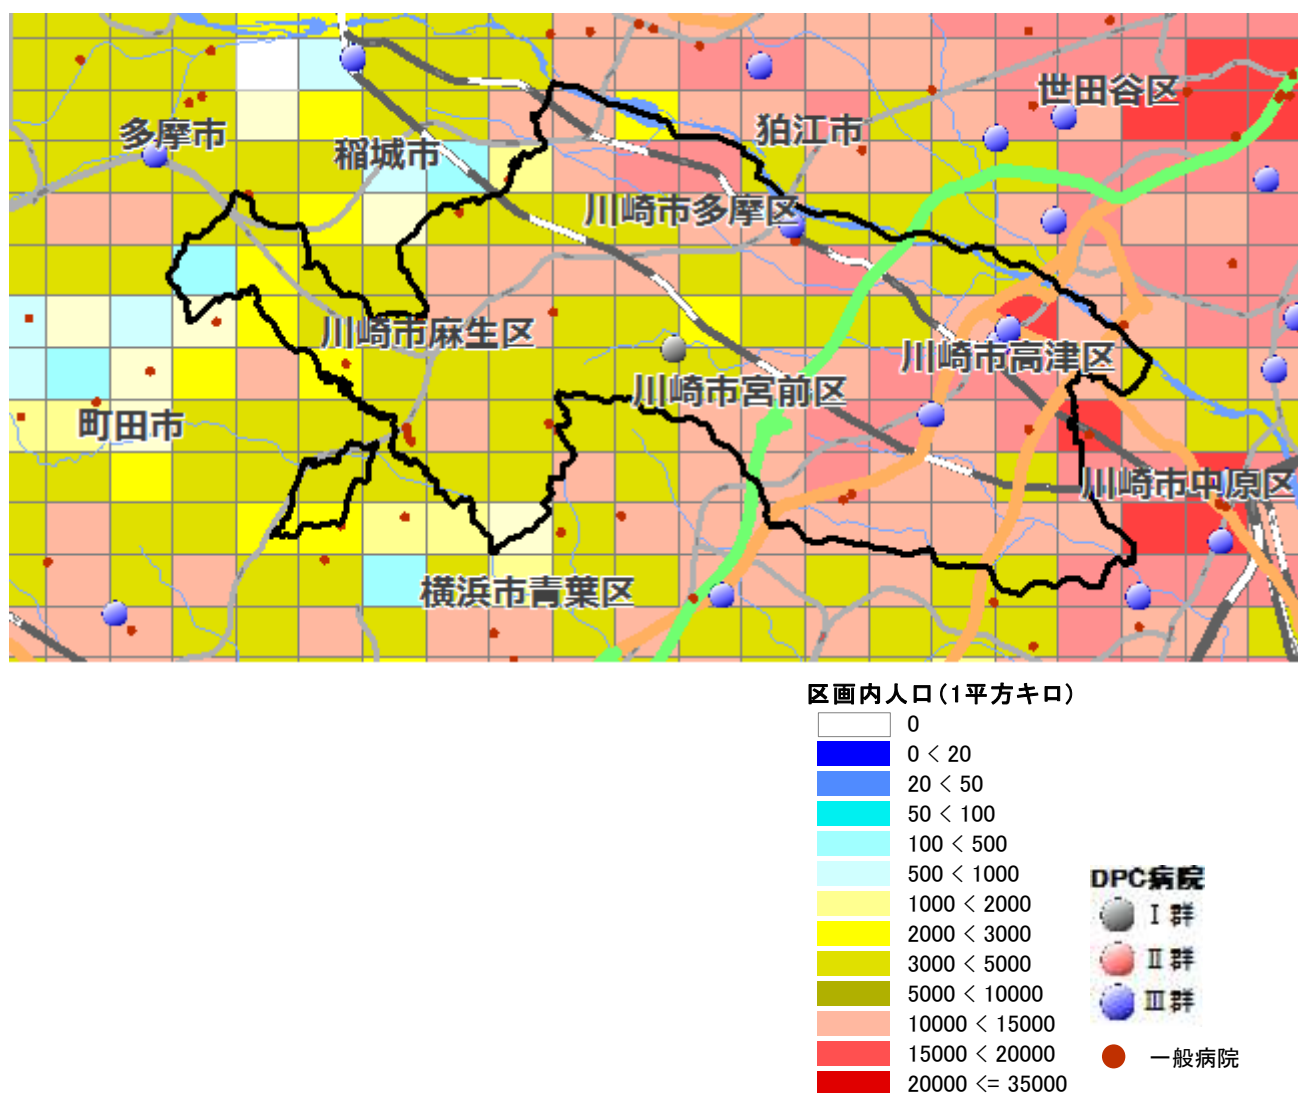 世田谷区
多摩市
狛江市
稲城市
川崎市多摩区
川崎市麻生区
川崎市高津区
川崎市宮前区
町田市
川崎市中原区
横浜市青葉区
区画内人口(1平方キロ)
0
0 < 20
20 < 50
50 < 100
100 < 500
500 < 1000
1000 < 2000
2000 < 3000
3000 < 5000
5000 < 10000
10000 < 15000
15000 < 20000
20000 <= 35000
DPC病院
Ⅰ群
Ⅱ群
Ⅲ群
一般病院